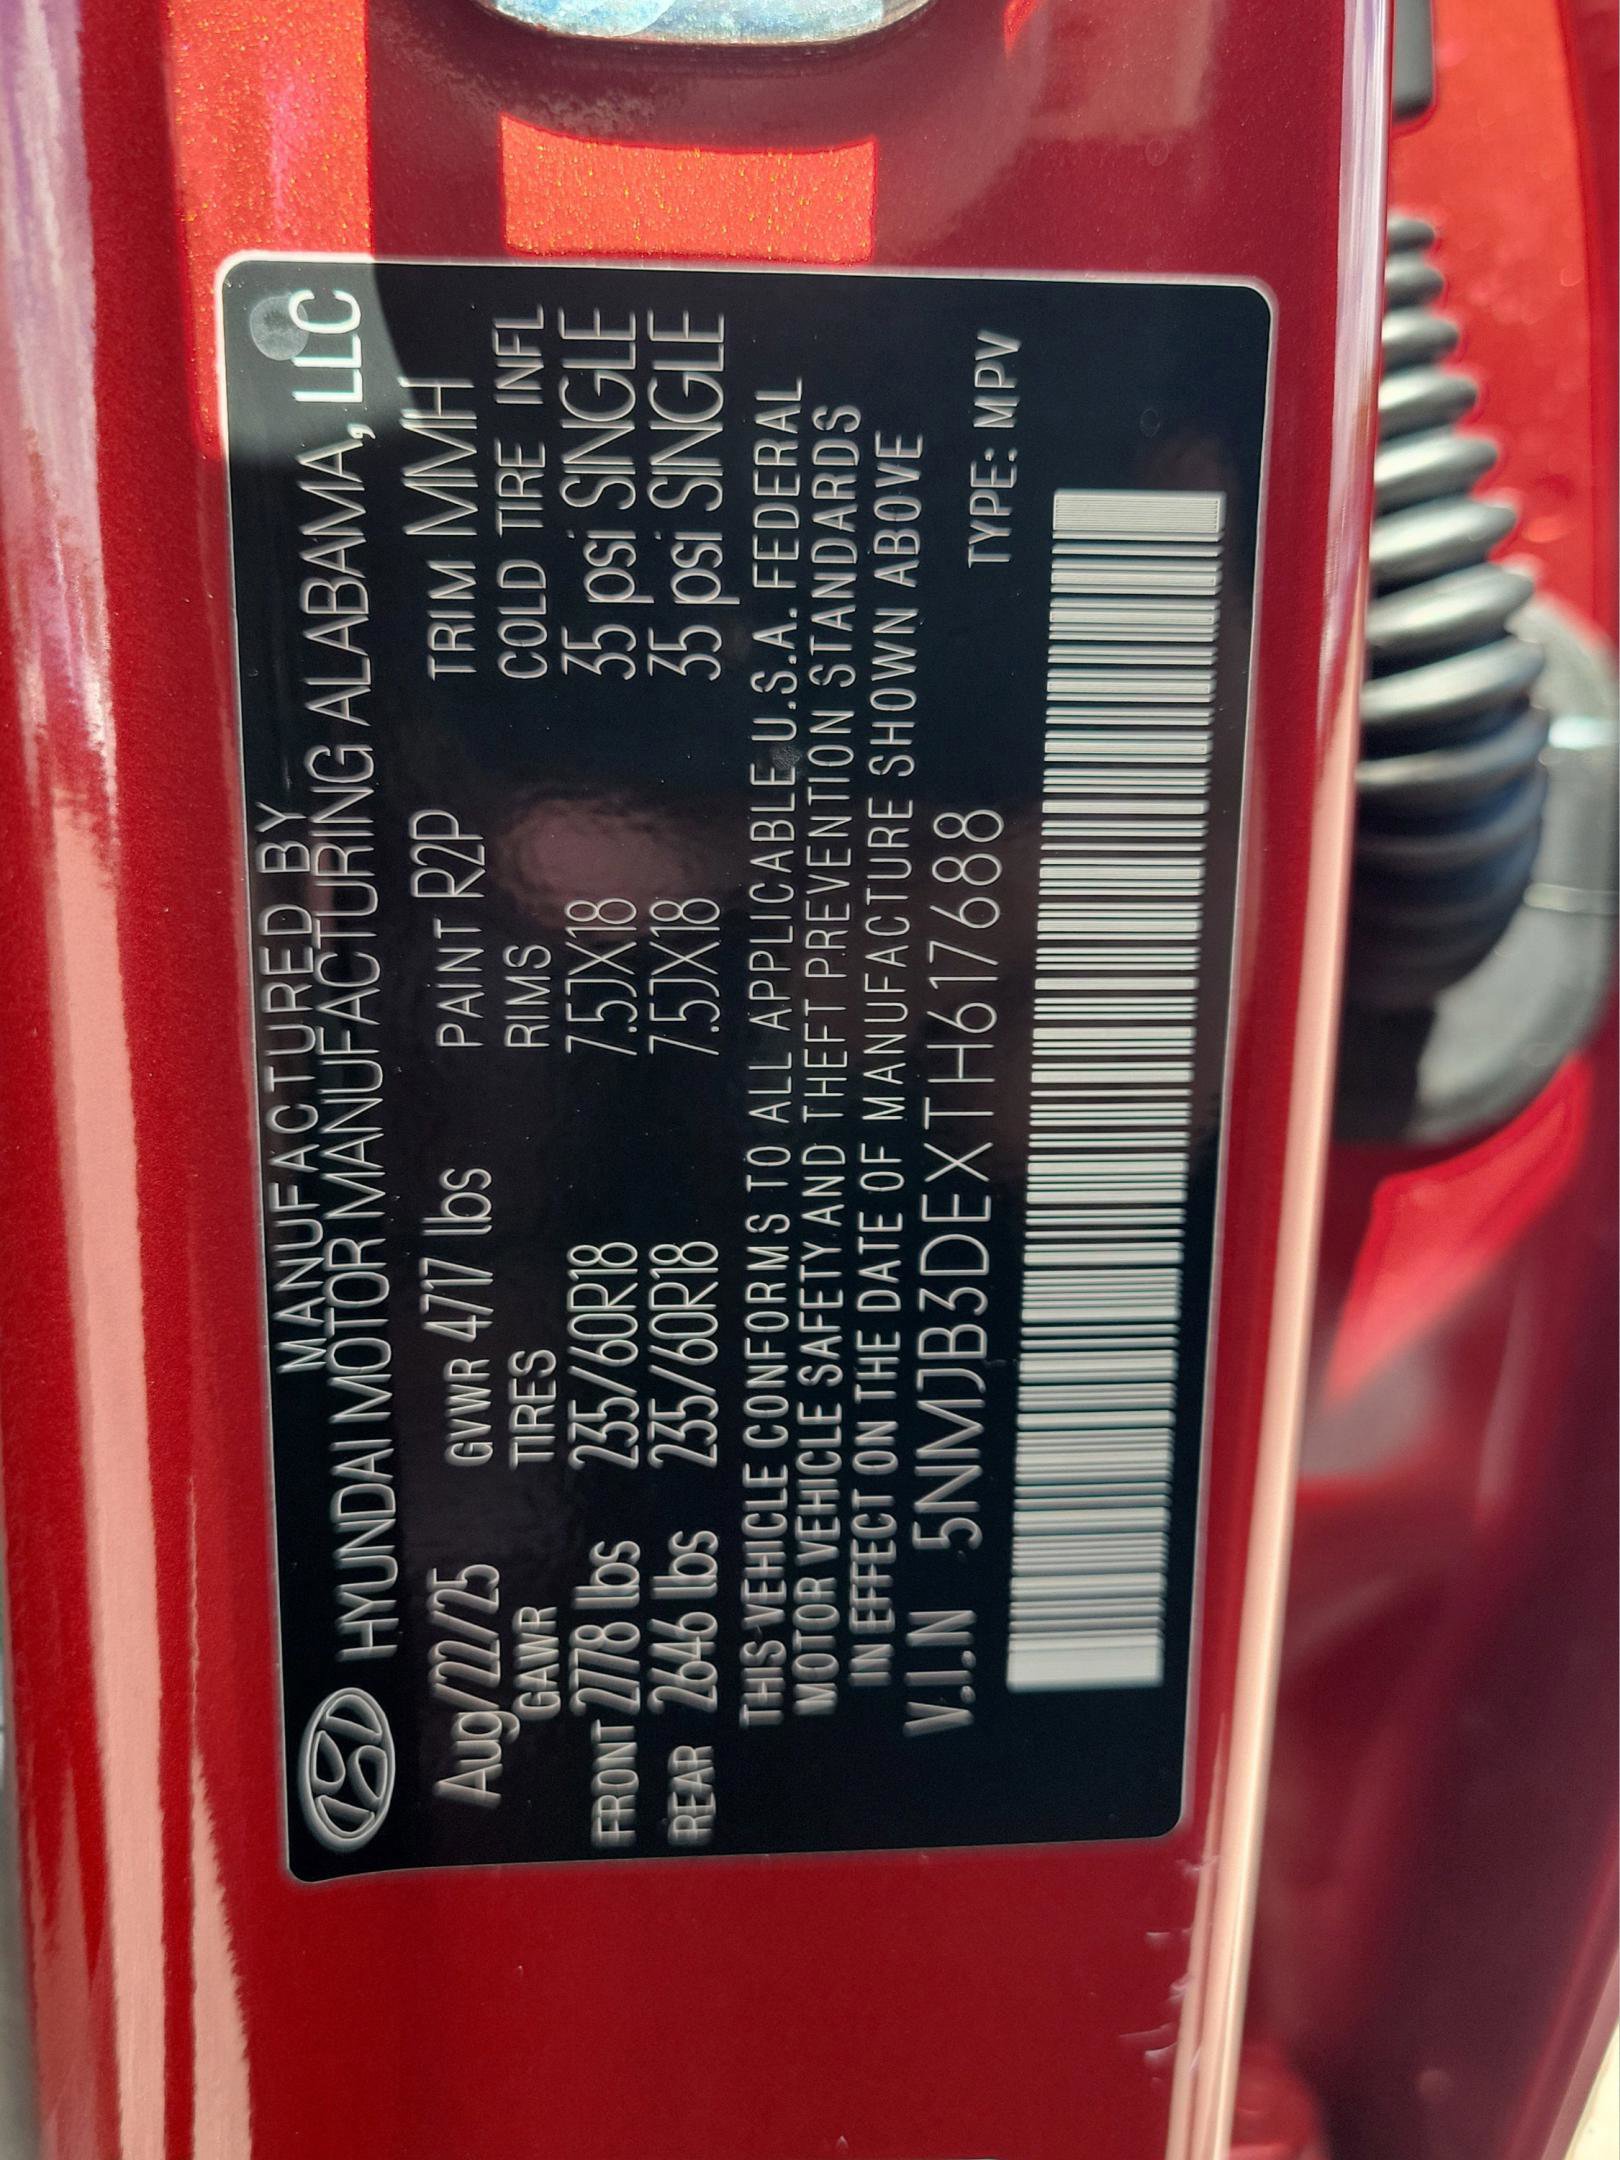 MANUFACTURED BY
HYUNDAI MOTOR MANUFACTURING ALABAMA, LLC
Aug/22/25 GVWR 4717 lbs PAINT R2P TRIM MMH
GAWR TIRES RIMS COLD TIRE INFL
FRONT 2778 lbs 235/60R18 7.5JX18 35 psi SINGLE
REAR 2646 lbs 235/60R18 7.5JX18 35 psi SINGLE
THIS VEHICLE CONFORMS TO ALL APPLICABLE U.S.A. FEDERAL
MOTOR VEHICLE SAFETY AND THEFT PREVENTION STANDARDS
IN EFFECT ON THE DATE OF MANUFACTURE SHOWN ABOVE
V.I.N 5NMJB3DEXTH617688 TYPE: MPV